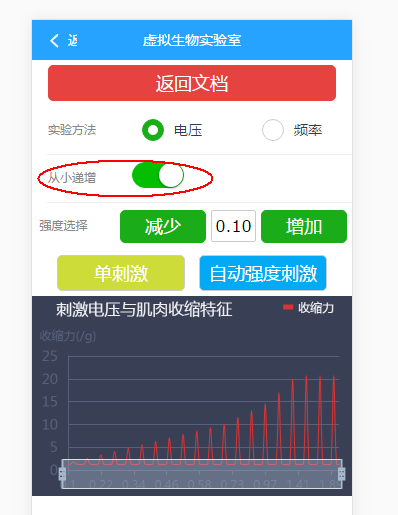 虚拟生物实验室
返回文档
实验方法 电压 频率
从小递增
强度选择 减少 0.10 增加
单刺激 自动强度刺激
刺激电压与肌肉收缩特征 收缩力
收缩力(/g)
25
20
15
10
5
0
0.22 0.34 0.46 0.58 0.73 0.97 1.41